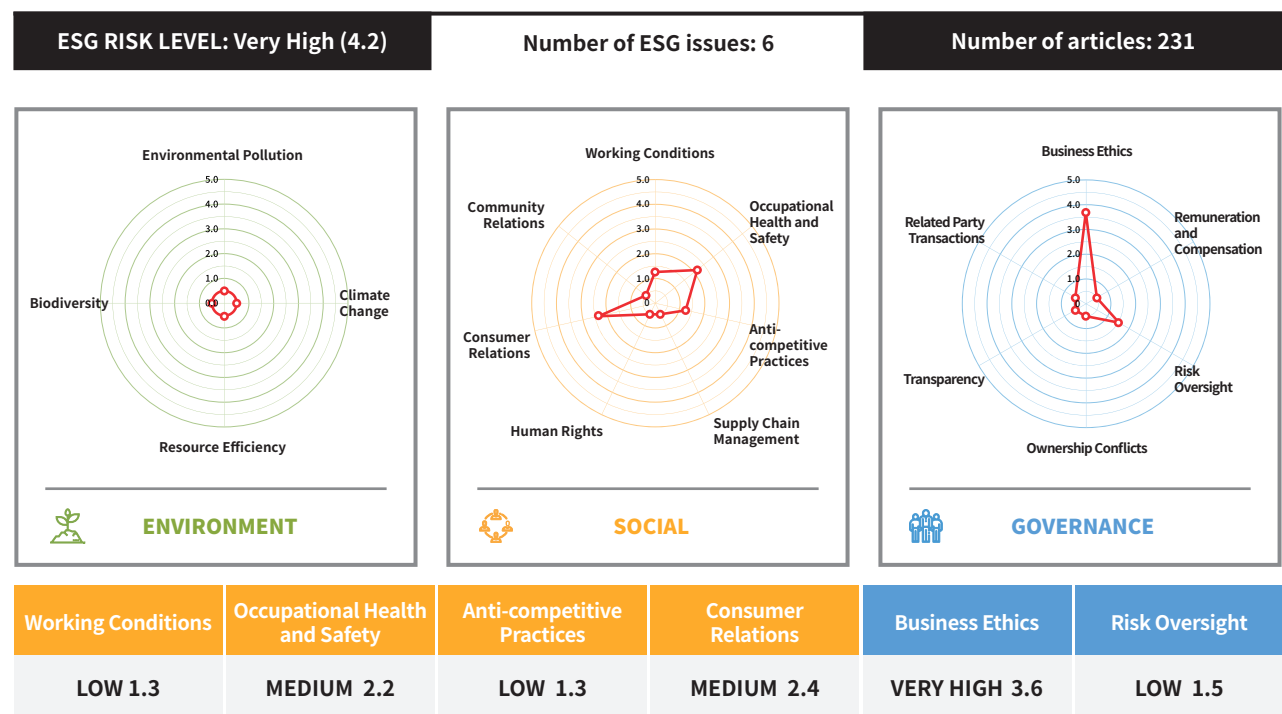 ESG RISK LEVEL: Very High (4.2)
Number of ESG issues: 6
Number of articles: 231
Environmental Pollution
5.0
4.0
3.0
2.0
1.0
Biodiversity
Climate
Change
Resource Efficiency
ENVIRONMENT
Working Conditions
Community
Relations
5.0
4.0
3.0
2.0
1.0
0
Occupational
Health and
Safety
Consumer
Relations
Anti-
competitive
Practices
Human Rights
Supply Chain
Management
SOCIAL
Business Ethics
Related Party
Transactions
5.0
4.0
3.0
2.0
1.0
Remuneration
and
Compensation
Transparency
Risk
Oversight
Ownership Conflicts
GOVERNANCE
Working Conditions
LOW 1.3
Occupational Health
and Safety
MEDIUM 2.2
Anti-competitive
Practices
LOW 1.3
Consumer
Relations
MEDIUM 2.4
Business Ethics
VERY HIGH 3.6
Risk Oversight
LOW 1.5